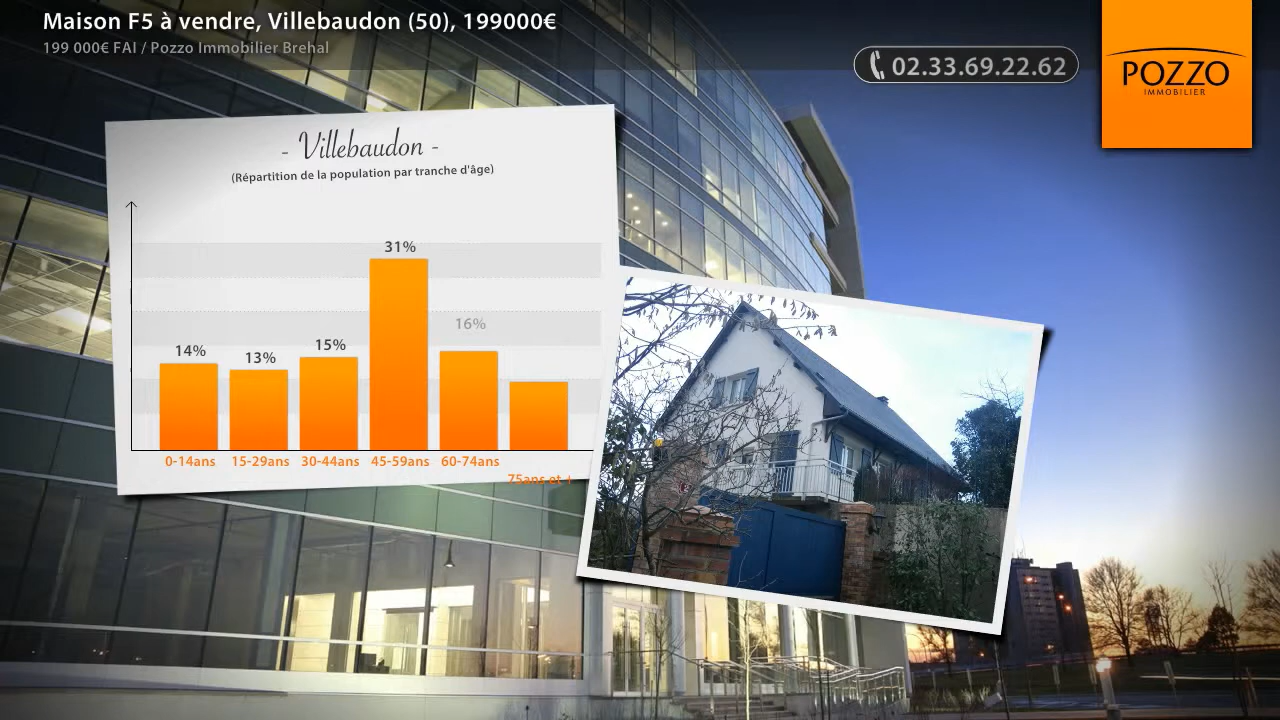 Maison F5 à vendre, Villebaudon (50), 199000€
199 000€ FAI / Pozzo Immobilier Brehal
02.33.69.22.62
POZZO
IMMOBILIER
- Villebaudon -
(Répartition de la population par tranche d'âge)
31%
16%
15%
14%
13%
0-14ans 15-29ans 30-44ans 45-59ans 60-74ans
75ans et +